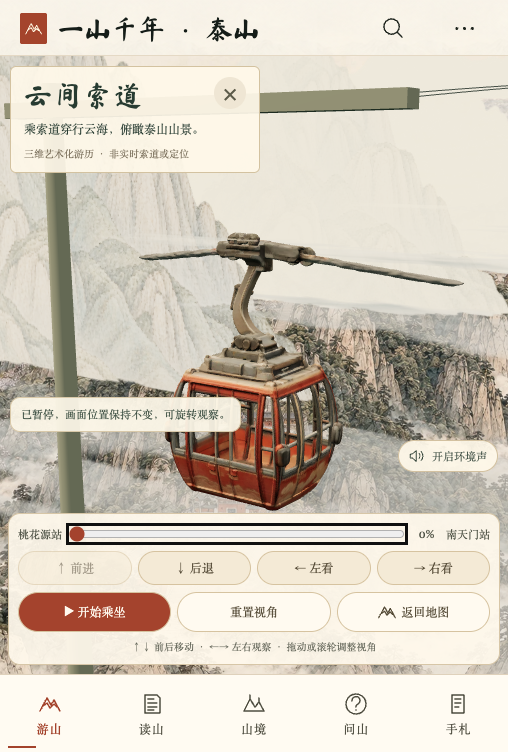 一山千年 · 泰山
云间索道
乘索道穿行云海，俯瞰泰山山景。
三维艺术化游历 · 非实时索道或定位
已暂停，画面位置保持不变，可旋转观察。
开启环境声
桃花源站 0% 南天门站
↑ 前进 ↓ 后退 ← 左看 → 右看
▶ 开始乘坐 重置视角 返回地图
↑↓ 前后移动 · ←→ 左右观察 · 拖动或滚轮调整视角
游山 读山 山境 问山 手札